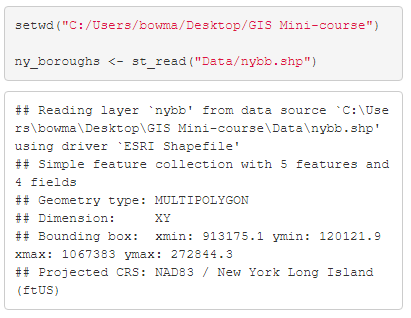 setwd("C:/Users/bowma/Desktop/GIS Mini-course")
ny_boroughs <- st_read("Data/nybb.shp")
## Reading layer `nybb' from data source `C:\Use
rs\bowma\Desktop\GIS Mini-course\Data\nybb.shp'
using driver `ESRI Shapefile'
## Simple feature collection with 5 features and
4 fields
## Geometry type: MULTIPOLYGON
## Dimension:     XY
## Bounding box:  xmin: 913175.1 ymin: 120121.9
xmax: 1067383 ymax: 272844.3
## Projected CRS: NAD83 / New York Long Island
(ftUS)